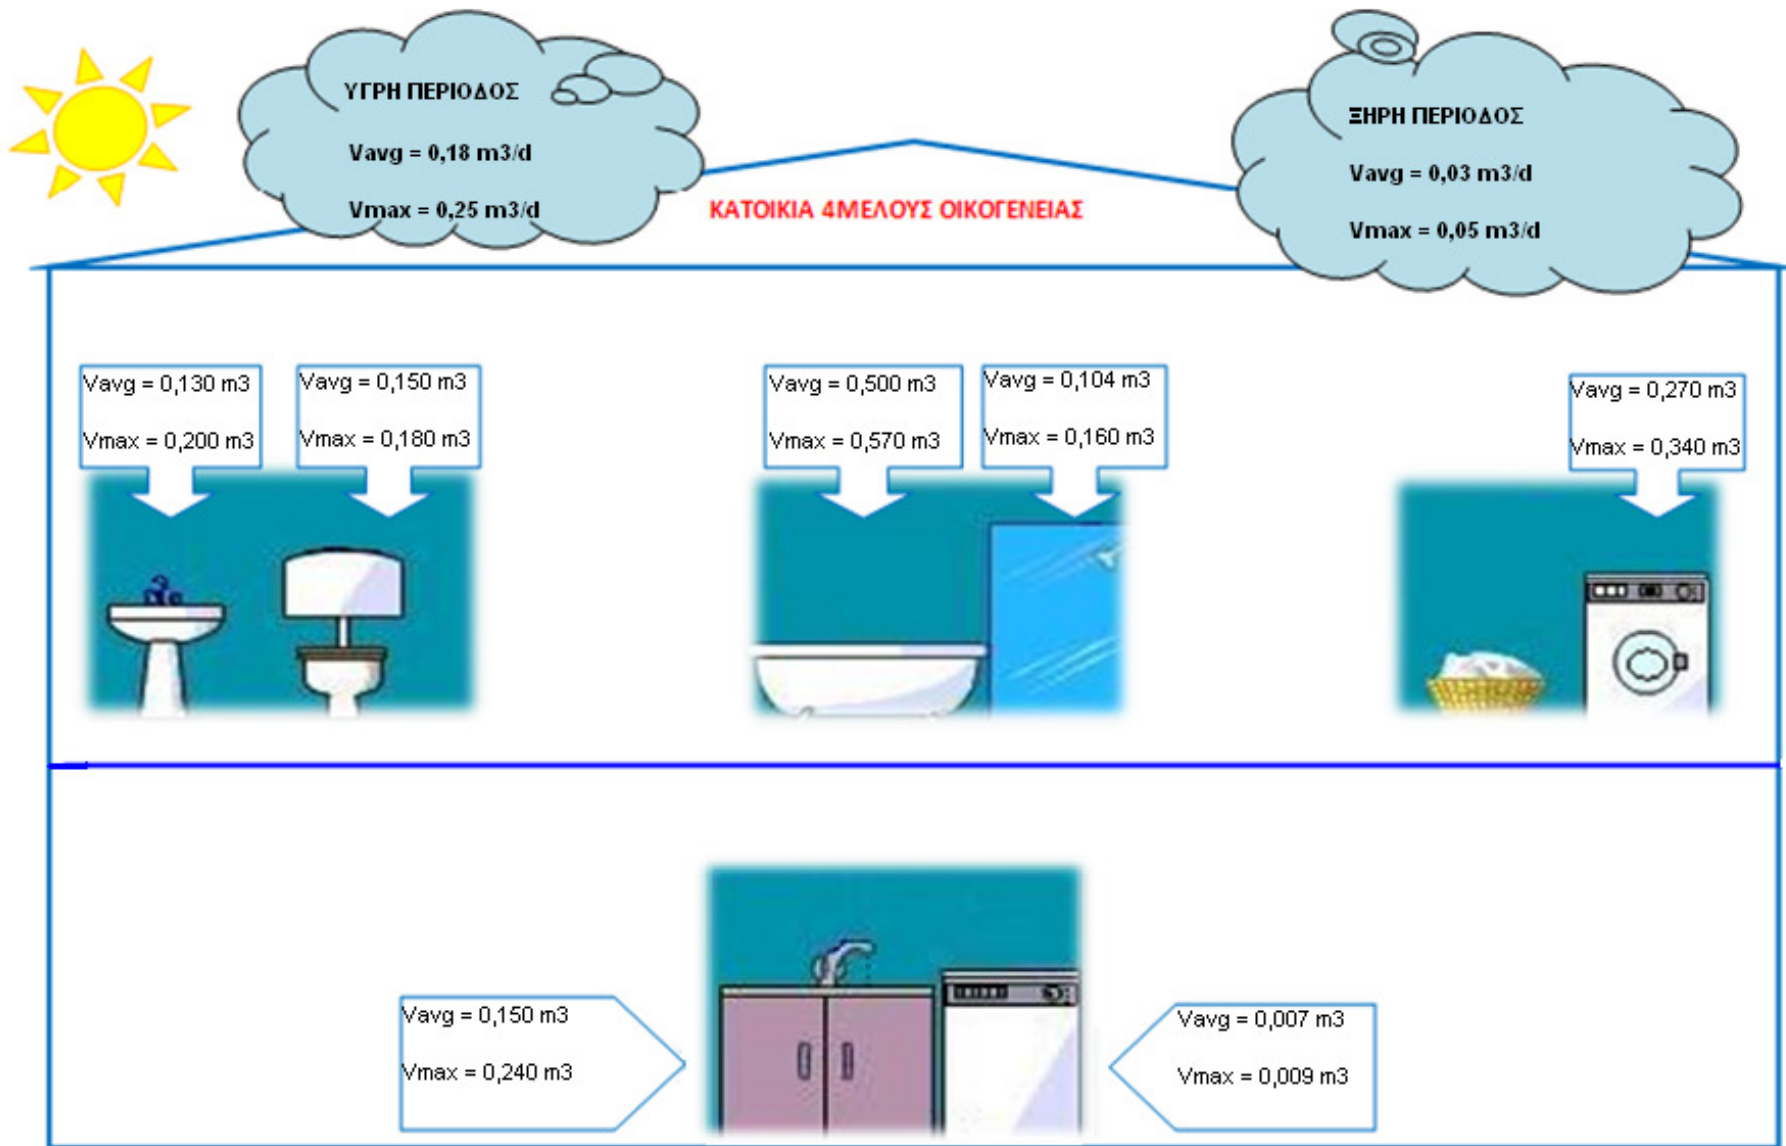 ΥΓΡΗ ΠΕΡΙΟΔΟΣ
Vavg = 0,18 m3/d
Vmax = 0,25 m3/d
ΞΗΡΗ ΠΕΡΙΟΔΟΣ
Vavg = 0,03 m3/d
Vmax = 0,05 m3/d
ΚΑΤΟΙΚΙΑ 4ΜΕΛΟΥΣ ΟΙΚΟΓΕΝΕΙΑΣ
Vavg = 0,130 m3
Vmax = 0,200 m3
Vavg = 0,150 m3
Vmax = 0,180 m3
Vavg = 0,500 m3
Vmax = 0,570 m3
Vavg = 0,104 m3
Vmax = 0,160 m3
Vavg = 0,270 m3
Vmax = 0,340 m3
Vavg = 0,150 m3
Vmax = 0,240 m3
Vavg = 0,007 m3
Vmax = 0,009 m3